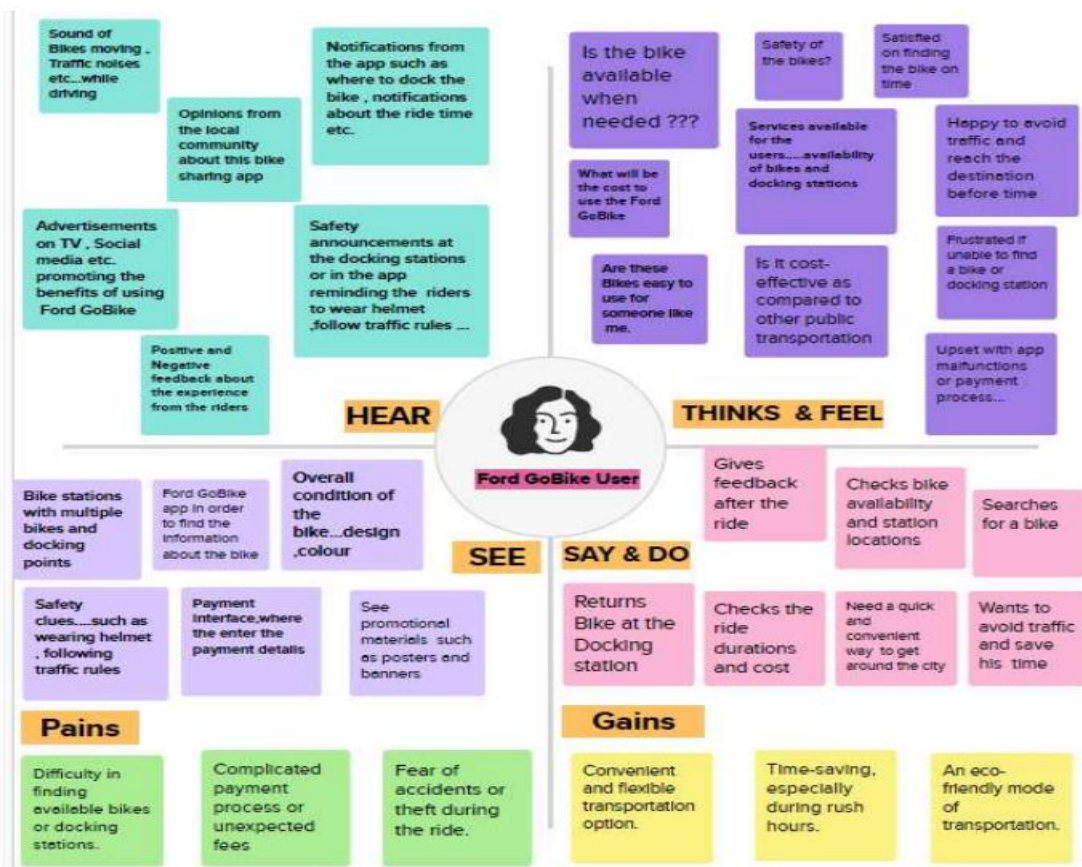 Sound of
Bikes moving ,
Traffic noises
etc...while
driving
Notifications from
the app such as
where to dock the
bike , notifications
about the ride time
etc.
Opinions from
the local
community
about this bike
sharing app
Advertisements
on TV , Social
media etc.
promoting the
benefits of using
Ford GoBike
Safety
announcements at
the docking stations
or in the app
reminding the riders
to wear helmet
,follow traffic rules ...
Positive and
Negative
feedback about
the experience
from the riders
HEAR
Is the bike
available
when
needed ???
Safety of
the bikes?
Satisfied
on finding
the bike on
time
What will be
the cost to
use the Ford
GoBike
Services available
for the
users....availability
of bikes and
docking stations
Happy to avoid
traffic and
reach the
destination
before time
Are these
Bikes easy to
use for
someone like
me.
Is it cost-
effective as
compared to
other public
transportation
Frustrated if
unable to find
a bike or
docking station
Upset with app
malfunctions
or payment
process...
THINKS & FEEL
Ford GoBike User
Bike stations
with multiple
bikes and
docking
points
Ford GoBike
app in order
to find the
information
about the bike
Overall
condition of
the
bike...design
,colour
SEE
Safety
clues....such as
wearing helmet
, following
traffic rules
Payment
interface,where
the enter the
payment details
See
promotional
materials such
as posters and
banners
SAY & DO
Gives
feedback
after the
ride
Checks bike
availability
and station
locations
Searches
for a bike
Returns
Bike at the
Docking
station
Checks the
ride
durations
and cost
Need a quick
and
convenient
way to get
around the city
Wants to
avoid traffic
and save
his time
Pains
Difficulty in
finding
available bikes
or docking
stations.
Complicated
payment
process or
unexpected
fees
Fear of
accidents or
theft during
the ride.
Gains
Convenient
and flexible
transportation
option.
Time-saving,
especially
during rush
hours.
An eco-
friendly mode
of
transportation.